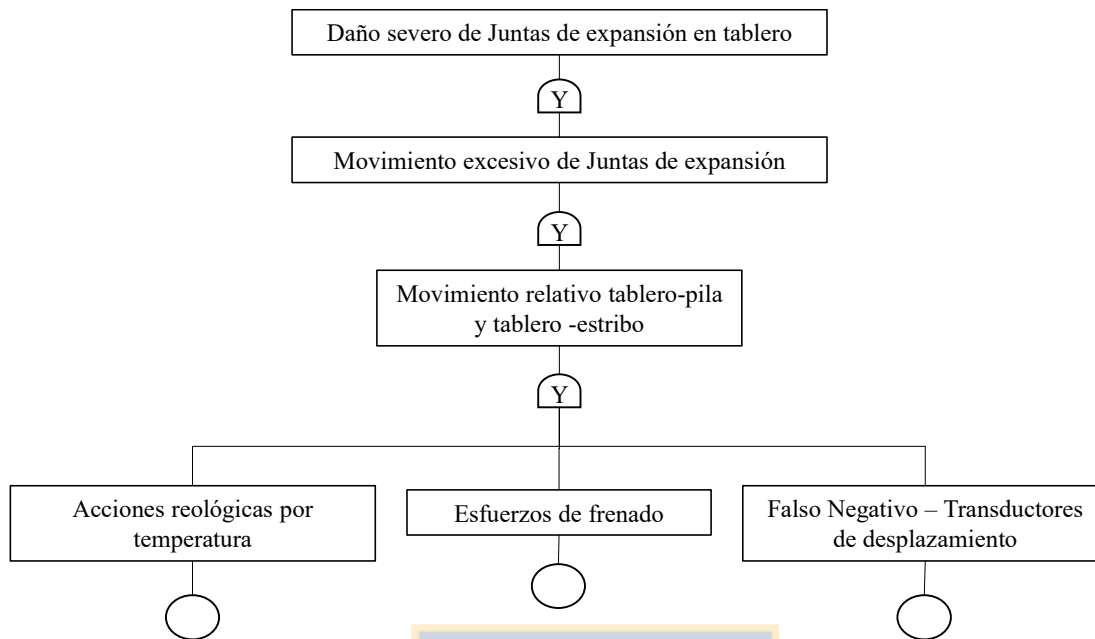 Daño severo de Juntas de expansión en tablero
Y
Movimiento excesivo de Juntas de expansión
Y
Movimiento relativo tablero-pila
y tablero -estribo
Y
Acciones reológicas por
temperatura
Esfuerzos de frenado
Falso Negativo – Transductores
de desplazamiento